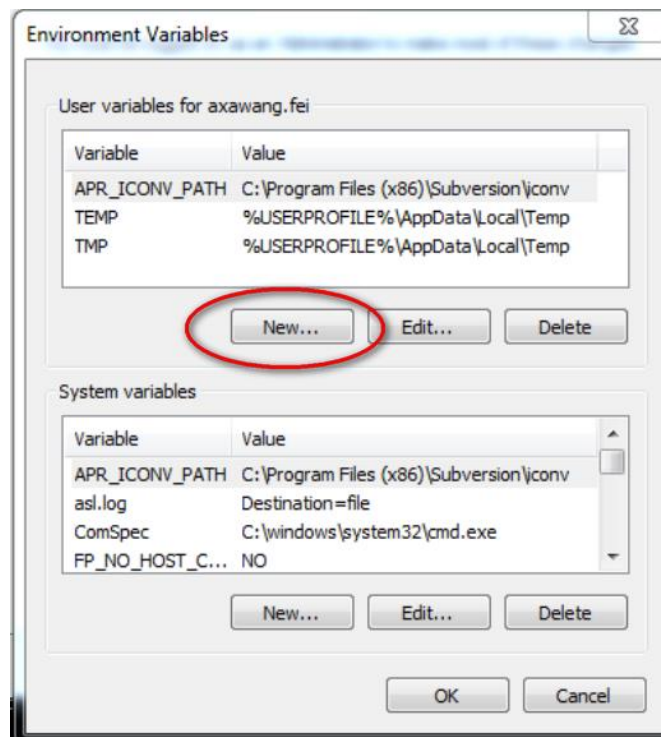 Environment Variables
User variables for axawang.fei
Variable Value
APR_ICONV_PATH C:\Program Files (x86)\Subversion\iconv
TEMP %USERPROFILE%\AppData\Local\Temp
TMP %USERPROFILE%\AppData\Local\Temp
New... Edit... Delete
System variables
Variable Value
APR_ICONV_PATH C:\Program Files (x86)\Subversion\iconv
asl.log Destination=file
ComSpec C:\windows\system32\cmd.exe
FP_NO_HOST_C... NO
New... Edit... Delete
OK Cancel